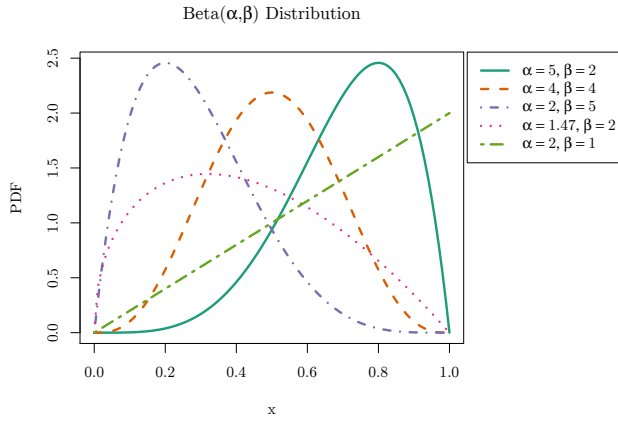 Beta(α,β) Distribution
α = 5, β = 2
α = 4, β = 4
α = 2, β = 5
α = 1.47, β = 2
α = 2, β = 1
PDF
2.5
2.0
1.5
1.0
0.5
0.0
0.0 0.2 0.4 0.6 0.8 1.0
x